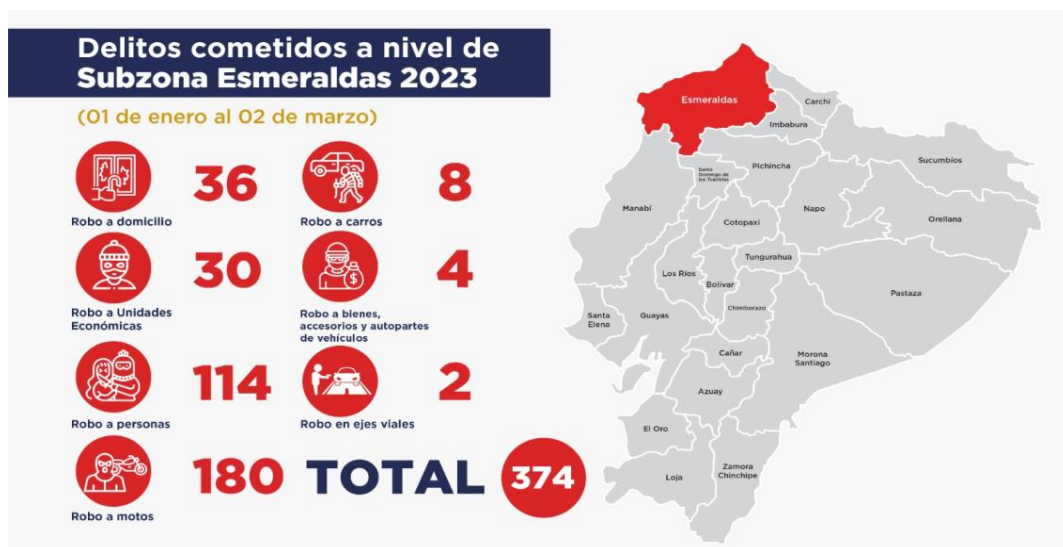 Delitos cometidos a nivel de
Subzona Esmeraldas 2023
(01 de enero al 02 de marzo)
36
Robo a domicilio
8
Robo a carros
30
Robo a Unidades
Económicas
4
Robo a bienes,
accesorios y autopartes
de vehículos
114
Robo a personas
2
Robo en ejes viales
180
Robo a motos
TOTAL
374
Esmeraldas
Carchi
Imbabura
Sucumbíos
Pichincha
Santo
Domingo de
los Tsáchilas
Manabí
Napo
Orellana
Cotopaxi
Tungurahua
Los Ríos
Bolívar
Pastaza
Chimborazo
Santa
Elena
Guayas
Cañar
Morona
Santiago
Azuay
El Oro
Zamora
Chinchipe
Loja